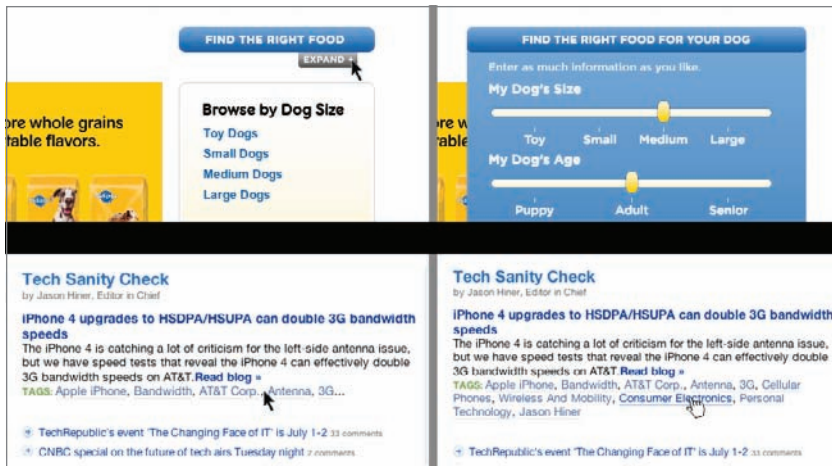 FIND THE RIGHT FOOD
EXPAND +
ore whole grains
table flavors.
Browse by Dog Size
Toy Dogs
Small Dogs
Medium Dogs
Large Dogs
FIND THE RIGHT FOOD FOR YOUR DOG
Enter as much information as you like.
My Dog's Size
Toy Small Medium Large
My Dog's Age
Puppy Adult Senior
ore w
table
Tech Sanity Check
by Jason Hiner, Editor in Chief
iPhone 4 upgrades to HSDPA/HSUPA can double 3G bandwidth
speeds
The iPhone 4 is catching a lot of criticism for the left-side antenna issue,
but we have speed tests that reveal the iPhone 4 can effectively double
3G bandwidth speeds on AT&T.Read blog »
TAGS: Apple iPhone, Bandwidth, AT&T Corp., Antenna, 3G...
TechRepublic's event 'The Changing Face of IT' is July 1-2 33 comments
CNBC special on the future of tech airs Tuesday night 2 comments
Tech Sanity Check
by Jason Hiner, Editor in Chief
iPhone 4 upgrades to HSDPA/HSUPA can double 3G bandwidth
speeds
The iPhone 4 is catching a lot of criticism for the left-side antenna issue,
but we have speed tests that reveal the iPhone 4 can effectively double
3G bandwidth speeds on AT&T.Read blog »
TAGS: Apple iPhone, Bandwidth, AT&T Corp., Antenna, 3G, Cellular
Phones, Wireless And Mobility, Consumer Electronics, Personal
Technology, Jason Hiner
TechRepublic's event 'The Changing Face of IT' is July 1-2 33 comments